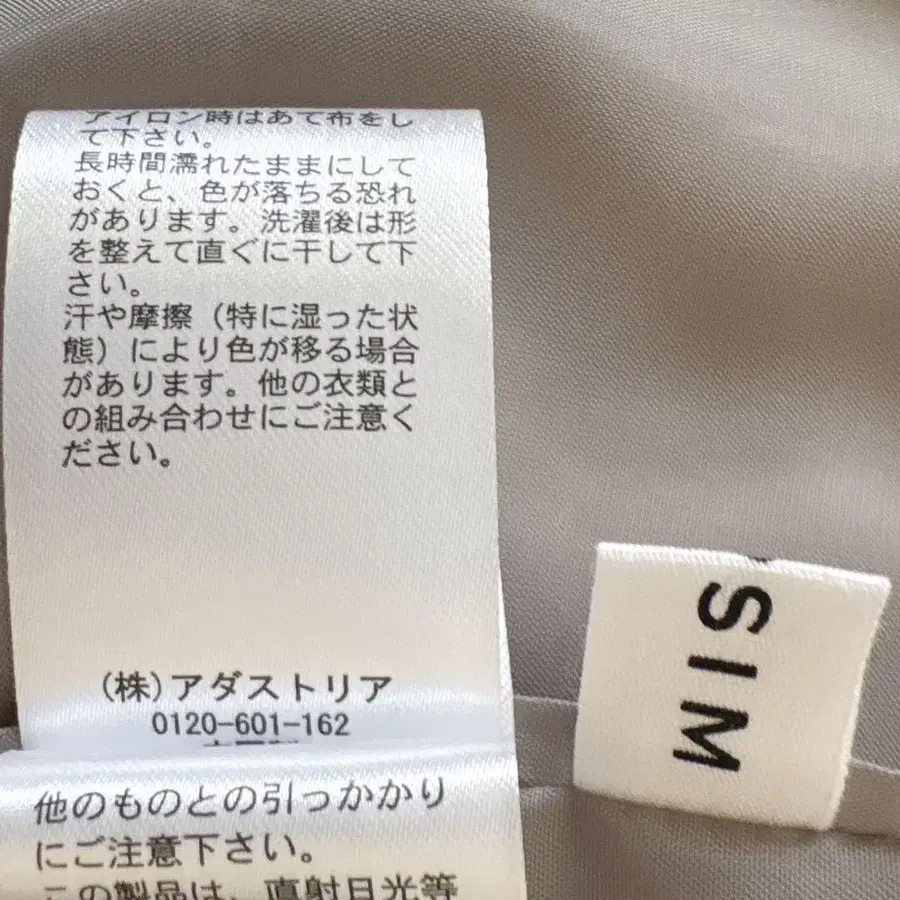 アイロン時はあて布をし
て下さい。
長時間濡れたままにして
おくと、色が落ちる恐れ
があります。洗濯後は形
を整えて直ぐに干して下
さい。
汗や摩擦（特に湿った状
態）により色が移る場合
があります。他の衣類と
の組み合わせにご注意く
ださい。
(株)アダストリア
0120-601-162
他のものとの引っかかり
にご注意下さい。
この製品は、直射日光等
SIM